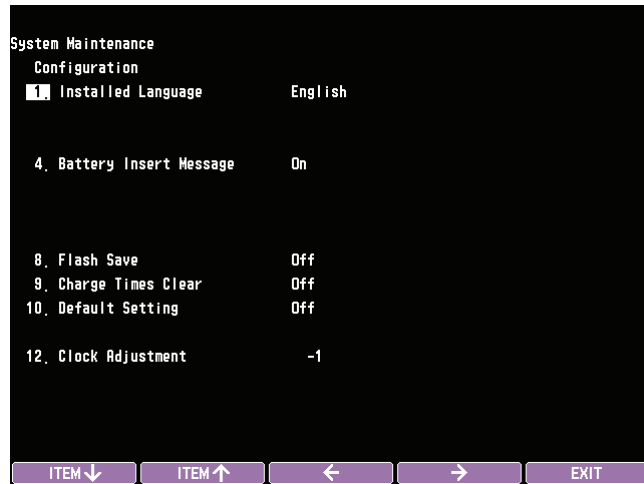 System Maintenance
Configuration
1. Installed Language English
4. Battery Insert Message On
8. Flash Save Off
9. Charge Times Clear Off
10. Default Setting Off
12. Clock Adjustment -1
ITEM↓ ITEM↑ ← → EXIT